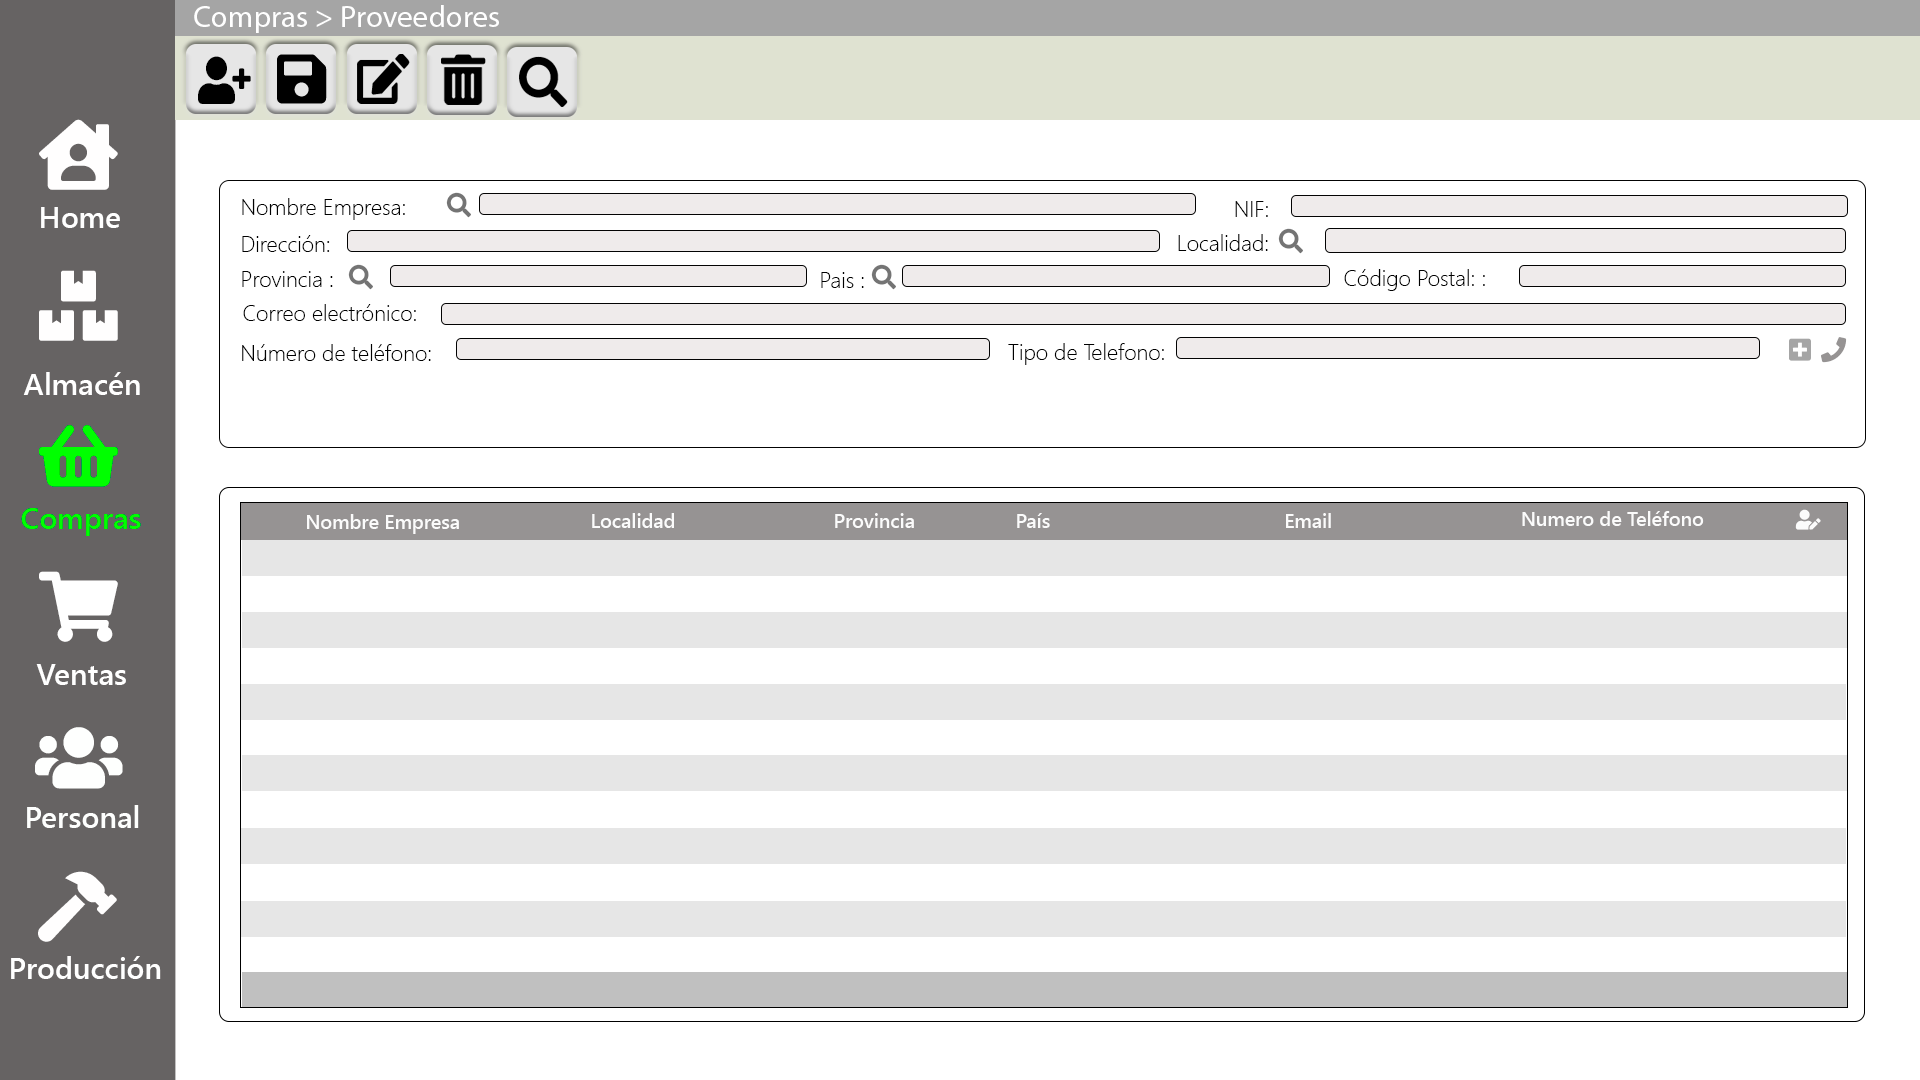 Compras > Proveedores
Home
Almacén
Compras
Ventas
Personal
Producción
Nombre Empresa:
NIF:
Dirección:
Localidad:
Provincia :
Pais :
Código Postal: :
Correo electrónico:
Número de teléfono:
Tipo de Telefono:
Nombre Empresa Localidad Provincia País Email Numero de Teléfono